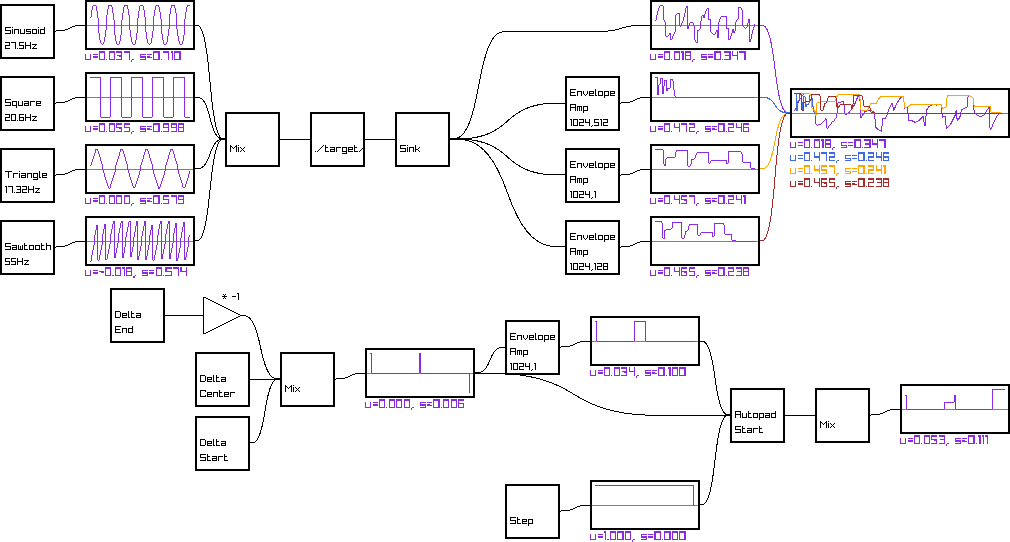 Sinusoid
27.5Hz
u=0.037, s=0.710
u=0.018, s=0.347
Square
20.6Hz
u=0.055, s=0.998
Mix
./target/
Sink
Envelope
Amp
1024,512
u=0.472, s=0.246
u=0.018, s=0.347
u=0.472, s=0.246
u=0.457, s=0.241
u=0.465, s=0.238
Triangle
17.32Hz
u=0.000, s=0.579
Envelope
Amp
1024,1
u=0.457, s=0.241
Sawtooth
55Hz
u=-0.018, s=0.574
Envelope
Amp
1024,128
u=0.465, s=0.238
Delta
End
* -1
Delta
Center
Delta
Start
Mix
u=0.000, s=0.006
Envelope
Amp
1024,1
u=0.034, s=0.100
Autopad
Start
Mix
u=0.053, s=0.111
Step
u=1.000, s=0.000